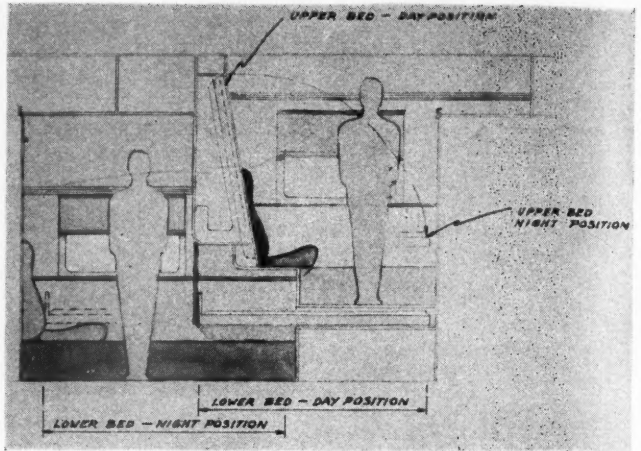 UPPER BED - DAY POSITION
UPPER BED
NIGHT POSITION
LOWER BED - DAY POSITION
LOWER BED - NIGHT POSITION